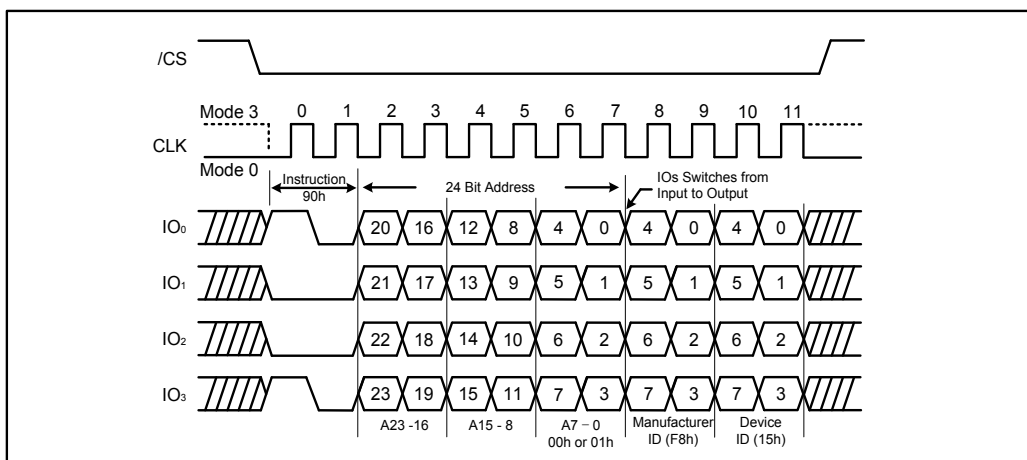 /CS
Mode 3 0 1 2 3 4 5 6 7 8 9 10 11
CLK
Mode 0
Instruction
90h
24 Bit Address
IOs Switches from
Input to Output
IO₀ 20 16 12 8 4 0 4 0 4 0
IO₁ 21 17 13 9 5 1 5 1 5 1
IO₂ 22 18 14 10 6 2 6 2 6 2
IO₃ 23 19 15 11 7 3 7 3 7 3
A23 -16 A15 - 8 A7 – 0 Manufacturer Device
00h or 01h ID (F8h) ID (15h)